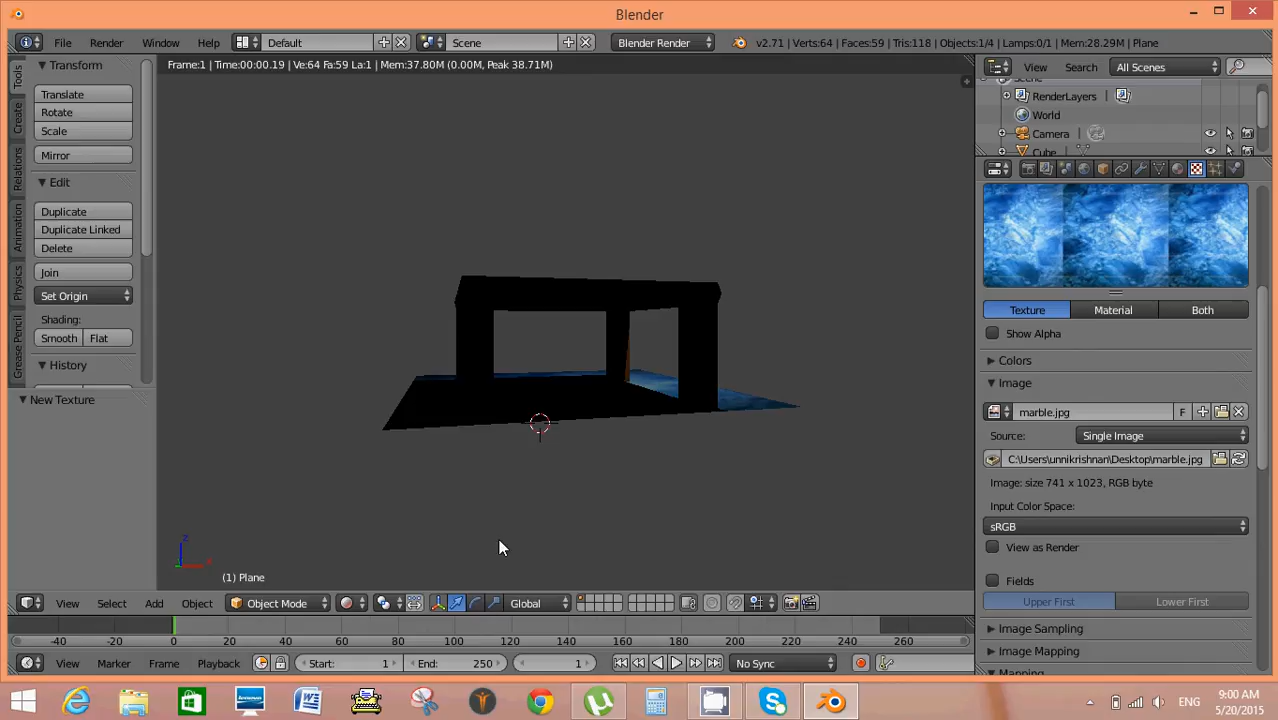 Blender
File Render Window Help Default Scene Blender Render v2.71 | Verts:64 | Faces:59 | Tris:118 | Objects:1/4 | Lamps:0/1 | Mem:28.29M | Plane
Frame:1 | Time:00:00.19 | Ve:64 Fa:59 La:1 | Mem:37.80M (0.00M, Peak 38.71M)
View Search All Scenes
Tools
Create
Relations
Animation
Physics
Grease Pencil
Transform
Translate
Rotate
Scale
Mirror
Edit
Duplicate
Duplicate Linked
Delete
Join
Set Origin
Shading:
Smooth Flat
History
New Texture
(1) Plane
z
Scene
RenderLayers
World
Camera
Cube
Texture Material Both
Show Alpha
Colors
Image
marble.jpg F
Source: Single Image
C:\Users\unnikrishnan\Desktop\marble.jpg
Image: size 741 x 1023, RGB byte
Input Color Space:
sRGB
View as Render
Fields
Upper First Lower First
Image Sampling
Image Mapping
Mapping
View Select Add Object Object Mode Global
-40 -20 0 20 40 60 80 100 120 140 160 180 200 220 240 260
View Marker Frame Playback Start: 1 End: 250 1 No Sync
ENG
9:00 AM
5/20/2015